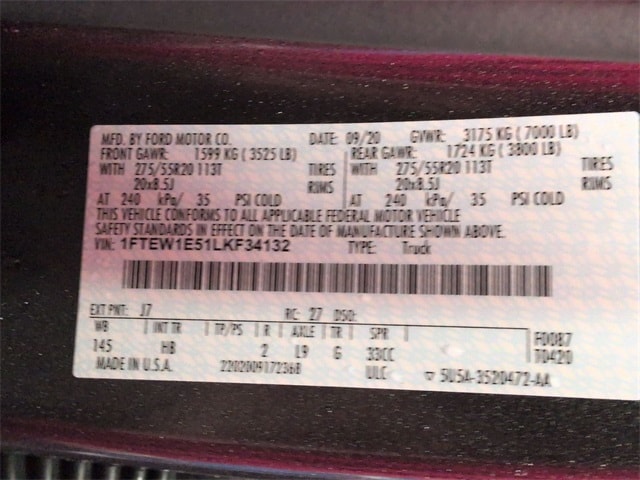 MFD. BY FORD MOTOR CO. DATE: 09/20 GVWR: 3175 KG ( 7000 LB)
FRONT GAWR: 1599 KG ( 3525 LB) REAR GAWR: 1724 KG ( 3800 LB)
WITH 275/55R20 113T TIRES WITH 275/55R20 113T TIRES
20x8.5J RIMS 20x8.5J RIMS
AT 240 kPa/ 35 PSI COLD AT 240 kPa/ 35 PSI COLD
THIS VEHICLE CONFORMS TO ALL APPLICABLE FEDERAL MOTOR VEHICLE
SAFETY STANDARDS IN EFFECT ON THE DATE OF MANUFACTURE SHOWN ABOVE.
VIN: 1FTEW1E51LKF34132 TYPE: Truck
EXT PNT: J7 RC: 27 DSO:
WB INT TR TP/PS R AXLE TR SPR F0087
145 HB 2 L9 G 33CC T0420
MADE IN U.S.A. 22020091723​6B ULC 5U5A-3520472-AA